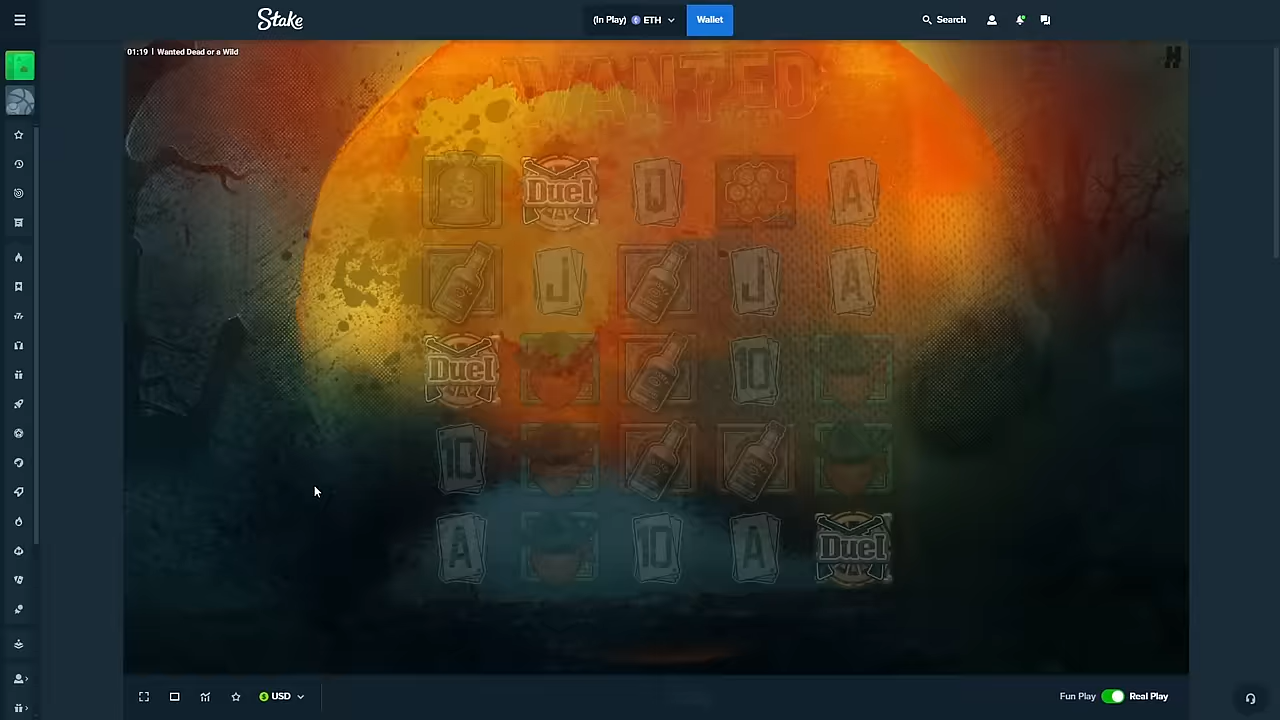 Stake
(In Play) ETH
Wallet
Search
01:19 | Wanted Dead or a Wild
WANTED
$ Duel Q A
J J A
Duel 10
10
A 10 A Duel
USD
Fun Play Real Play